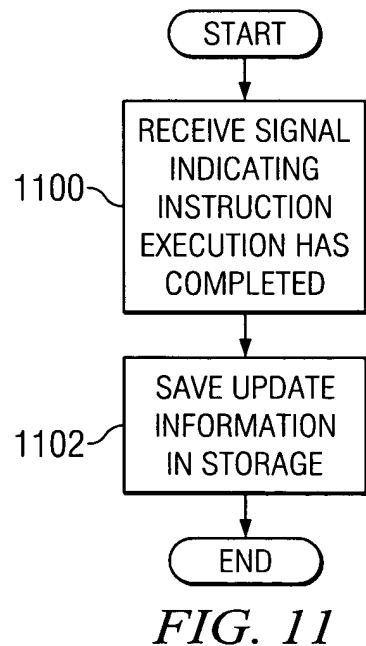 START
RECEIVE SIGNAL
INDICATING
1100
INSTRUCTION
EXECUTION HAS
COMPLETED
SAVE UPDATE
1102
INFORMATION
IN STORAGE
END
FIG. 11